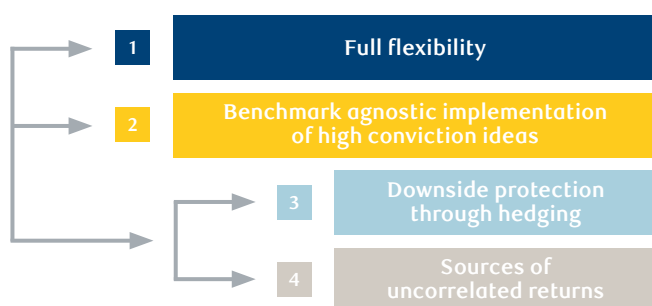 1
Full flexibility
2
Benchmark agnostic implementation
of high conviction ideas
3
Downside protection
through hedging
4
Sources of
uncorrelated returns